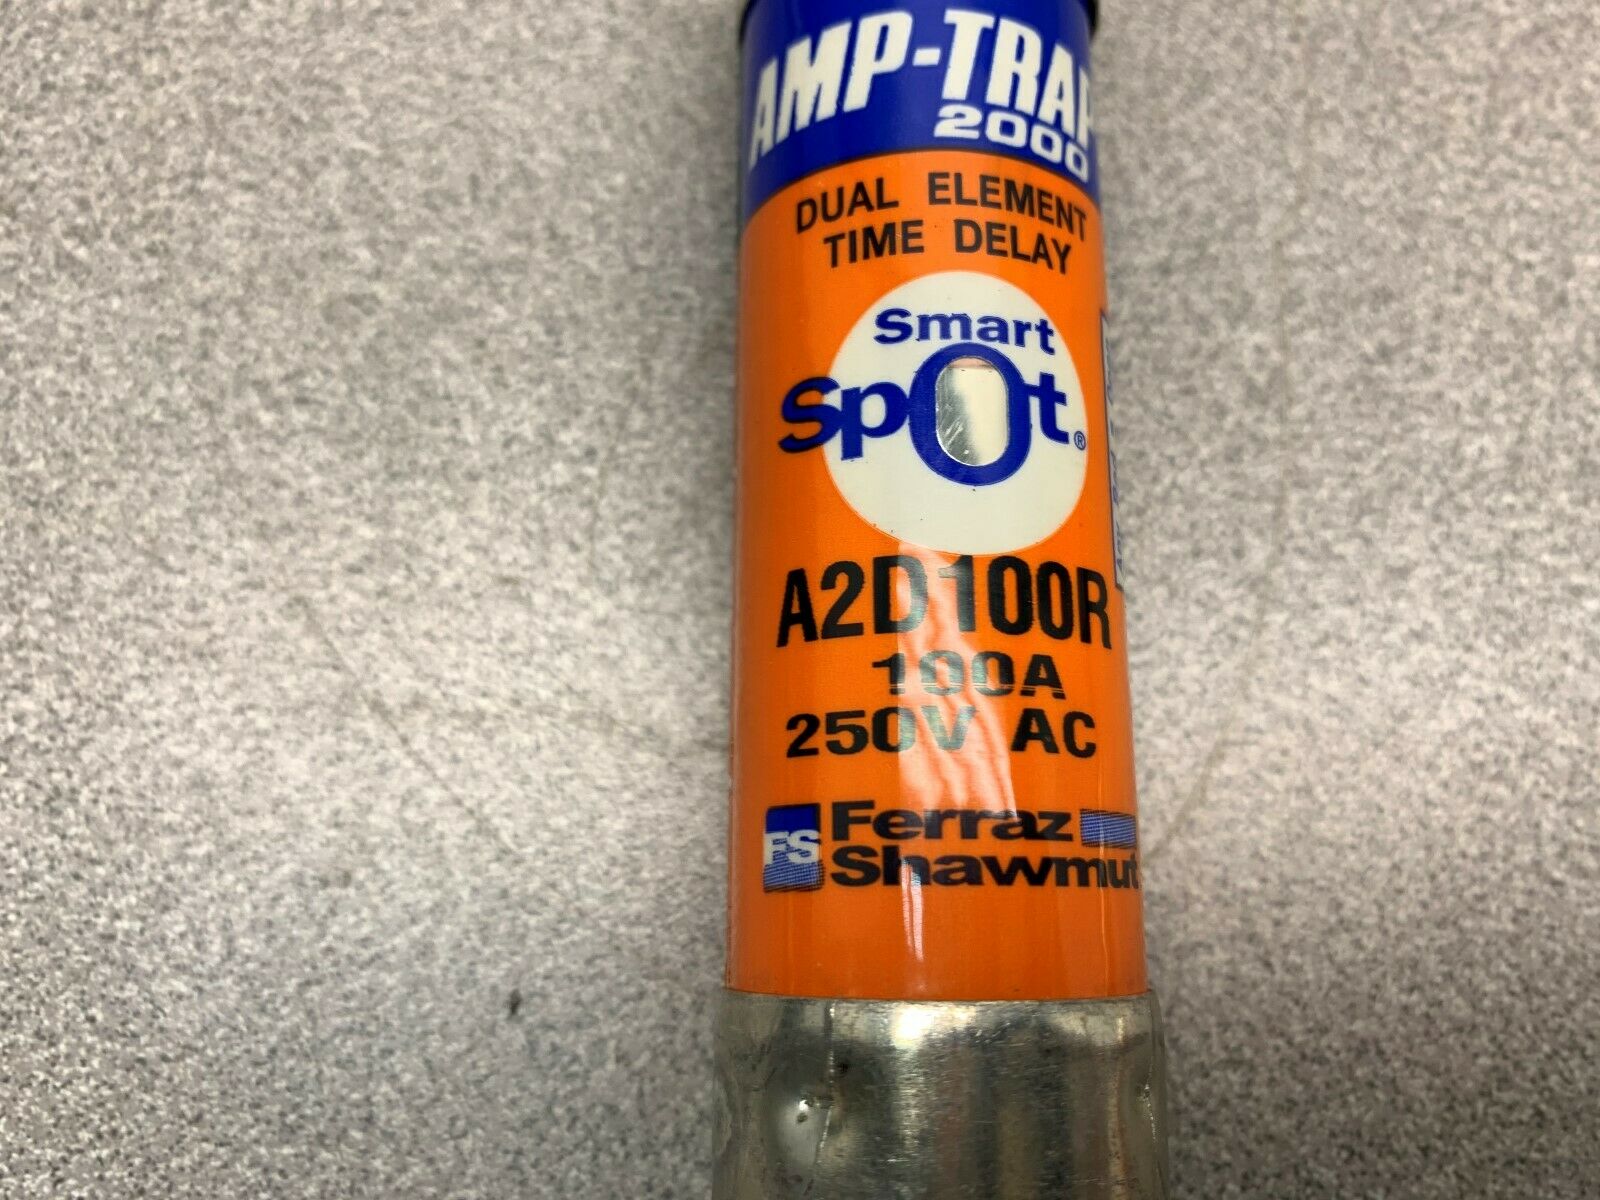 AMP-TRAP
2000
DUAL ELEMENT
TIME DELAY
Smart
Spot®
A2D100R
100A
250V AC
FS Ferraz
Shawmut